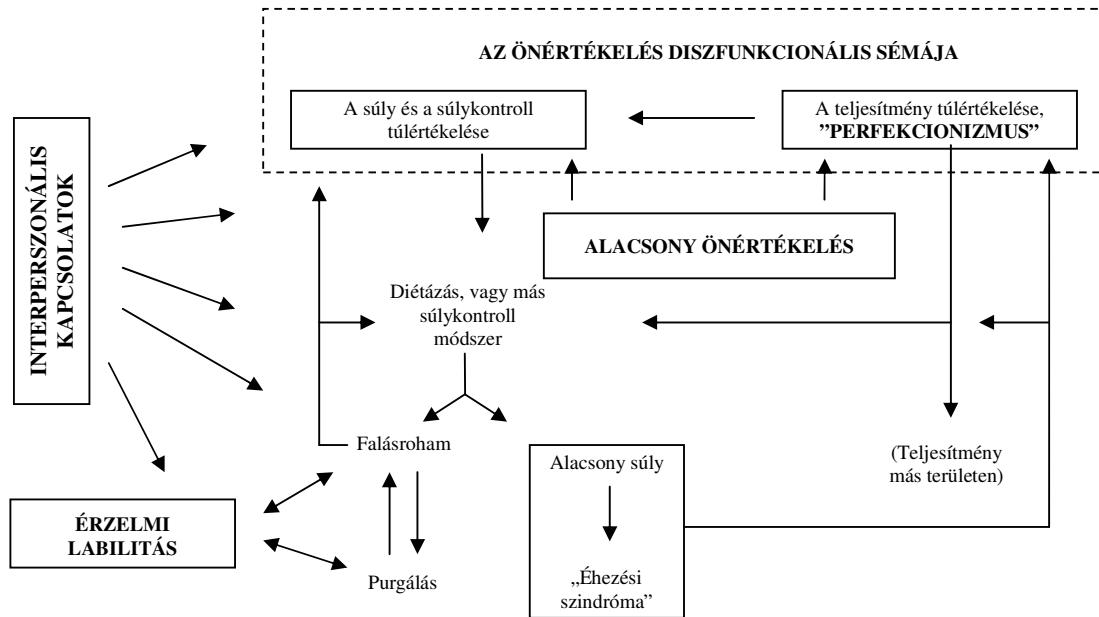 AZ ÖNÉRTÉKELÉS DISZFUNKCIONÁLIS SÉMÁJA
A súly és a súlykontroll
túlértékelése
A teljesítmény túlértékelése,
”PERFEKCIONIZMUS”
INTERPERSZONÁLIS
KAPCSOLATOK
ALACSONY ÖNÉRTÉKELÉS
Diétázás, vagy más
súlykontroll
módszer
Falásroham
Alacsony súly
(Teljesítmény
más területen)
ÉRZELMI
LABILITÁS
Purgálás
„Éhezési
szindróma”